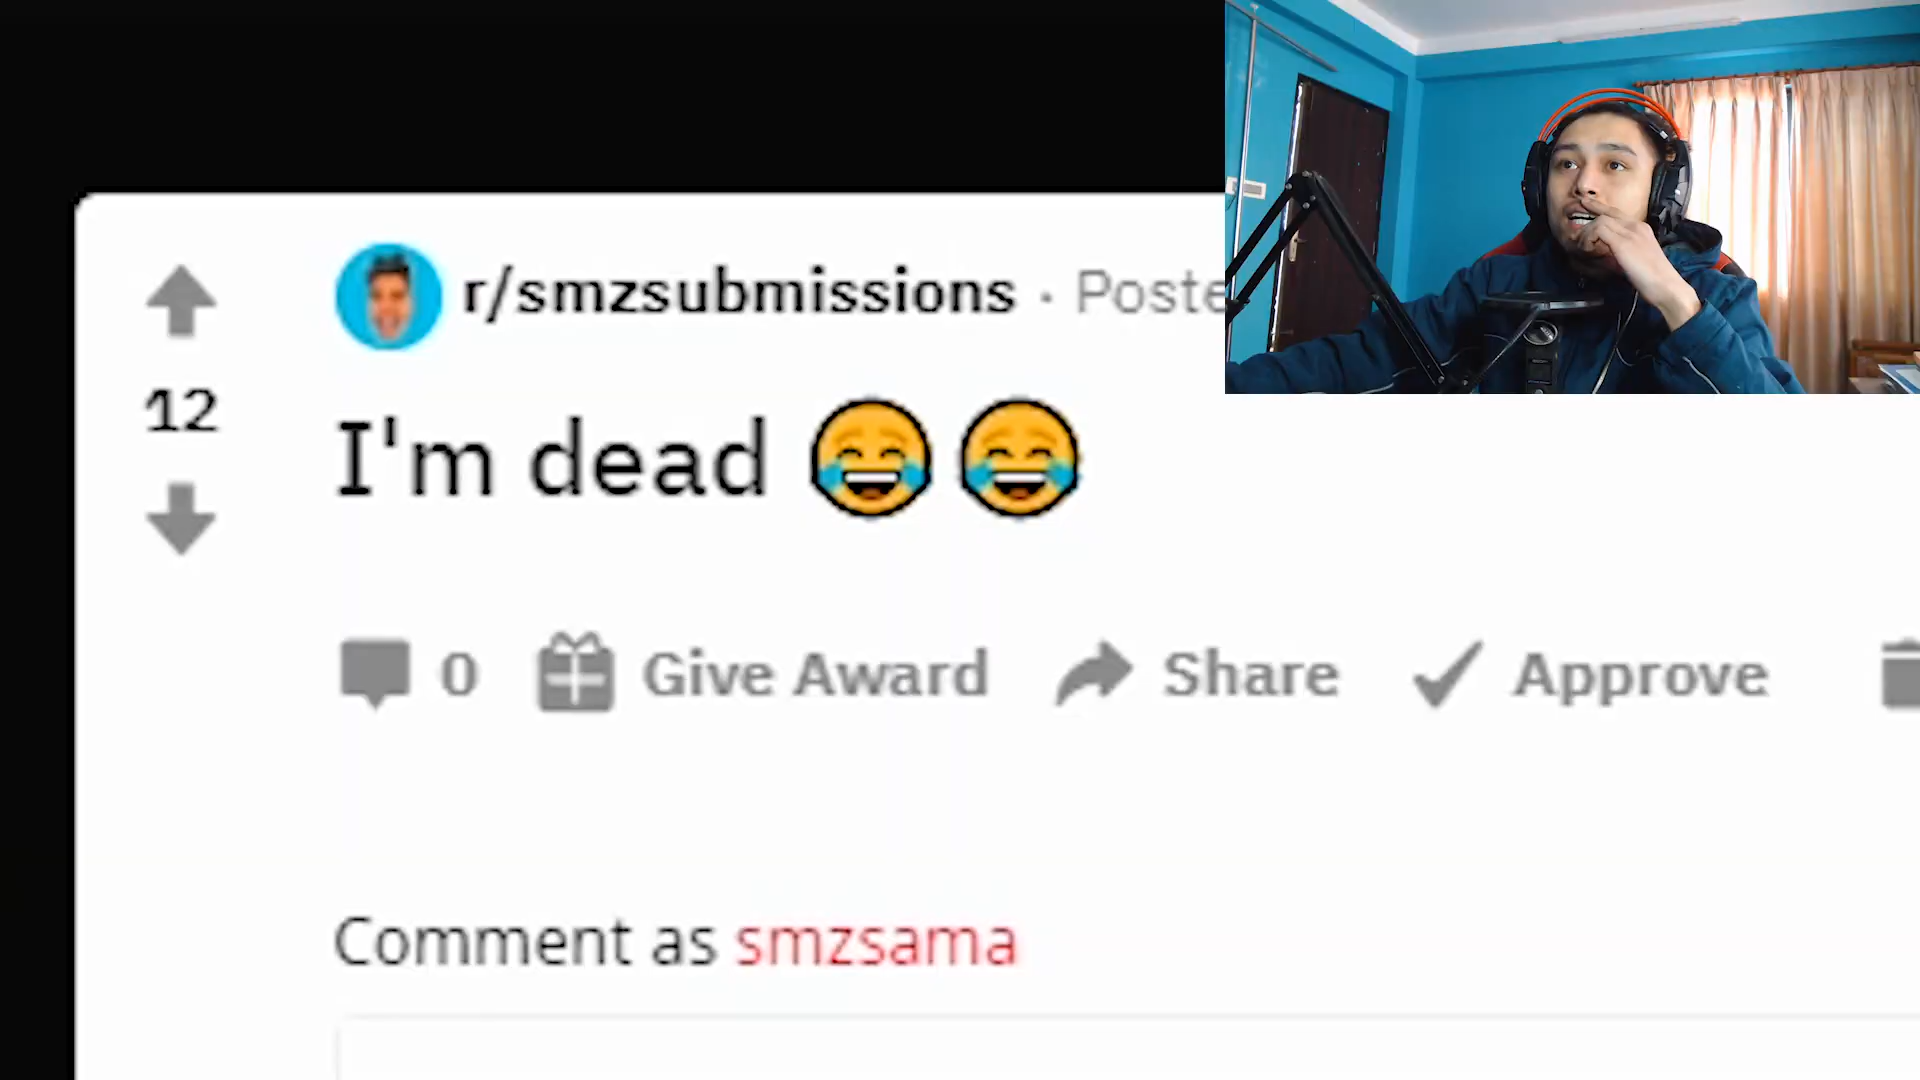 r/smzsubmissions · Poste
12
I'm dead 😂 😂
0 Give Award Share Approve
Comment as smzsama